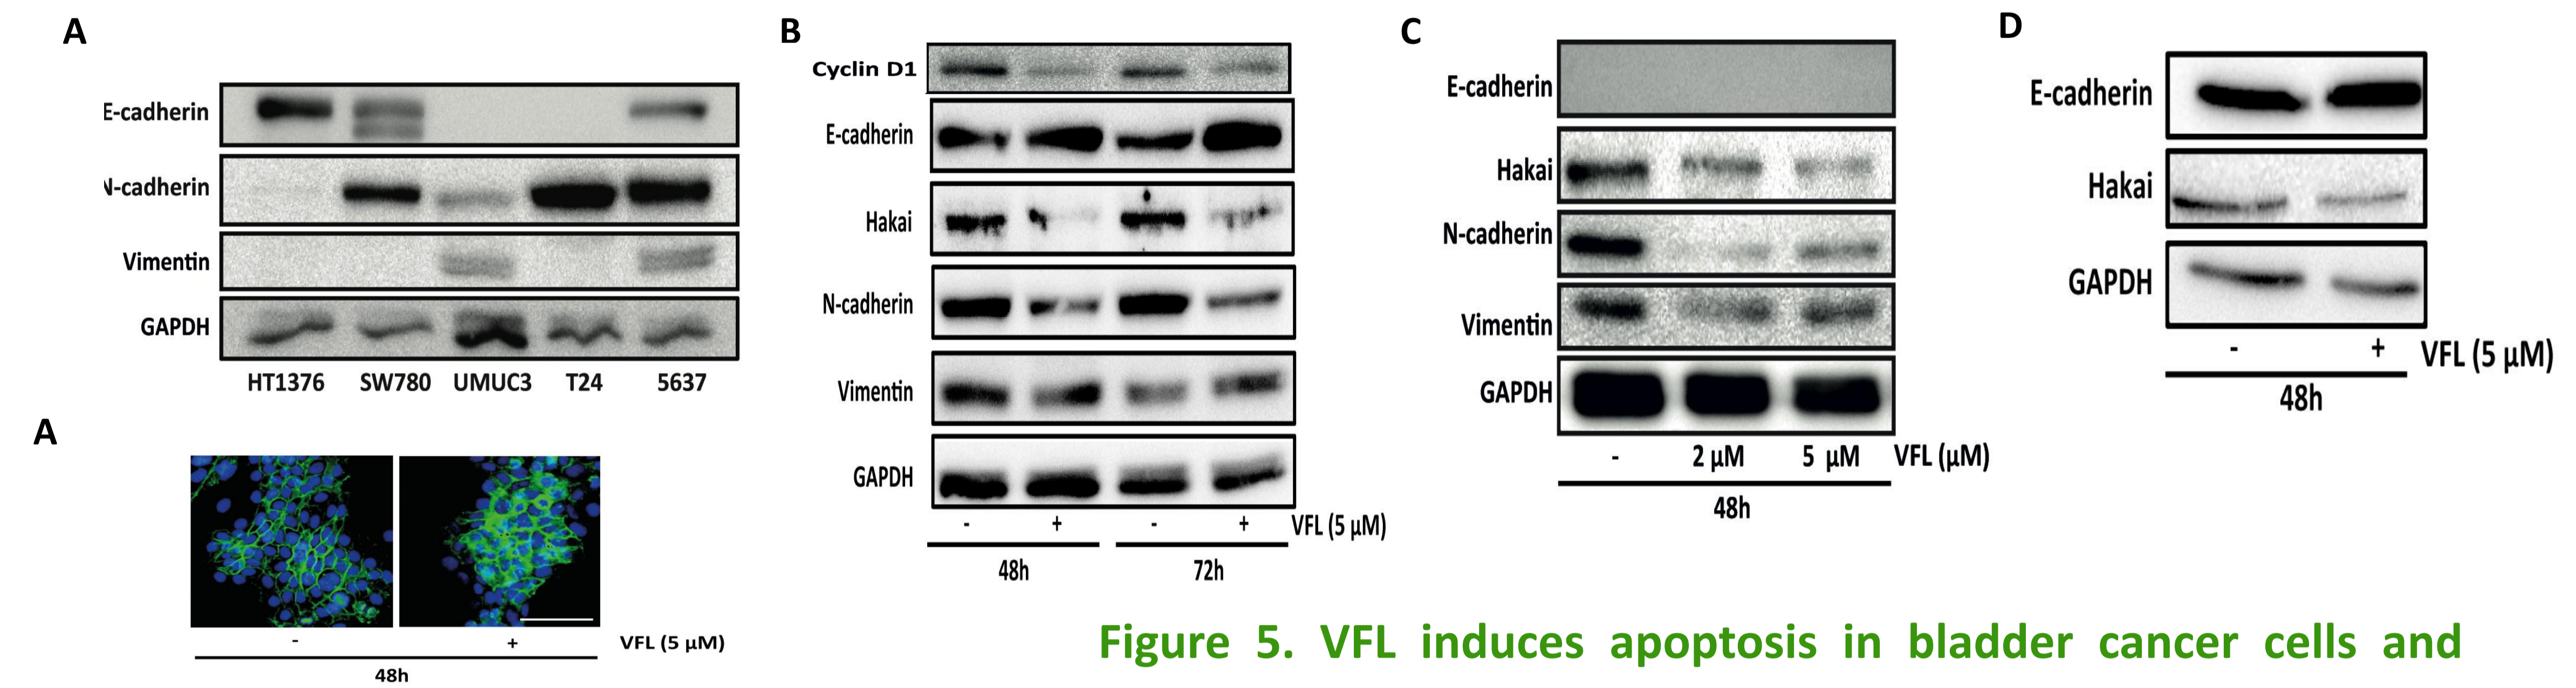 A
E-cadherin
N-cadherin
Vimentin
GAPDH
HT1376 SW780 UMUC3 T24 5637
A
- + VFL (5 µM)
48h
B
Cyclin D1
E-cadherin
Hakai
N-cadherin
Vimentin
GAPDH
- + - + VFL (5 µM)
48h 72h
C
E-cadherin
Hakai
N-cadherin
Vimentin
GAPDH
- 2 µM 5 µM VFL (µM)
48h
D
E-cadherin
Hakai
GAPDH
- + VFL (5 µM)
48h
Figure 5. VFL induces apoptosis in bladder cancer cells and